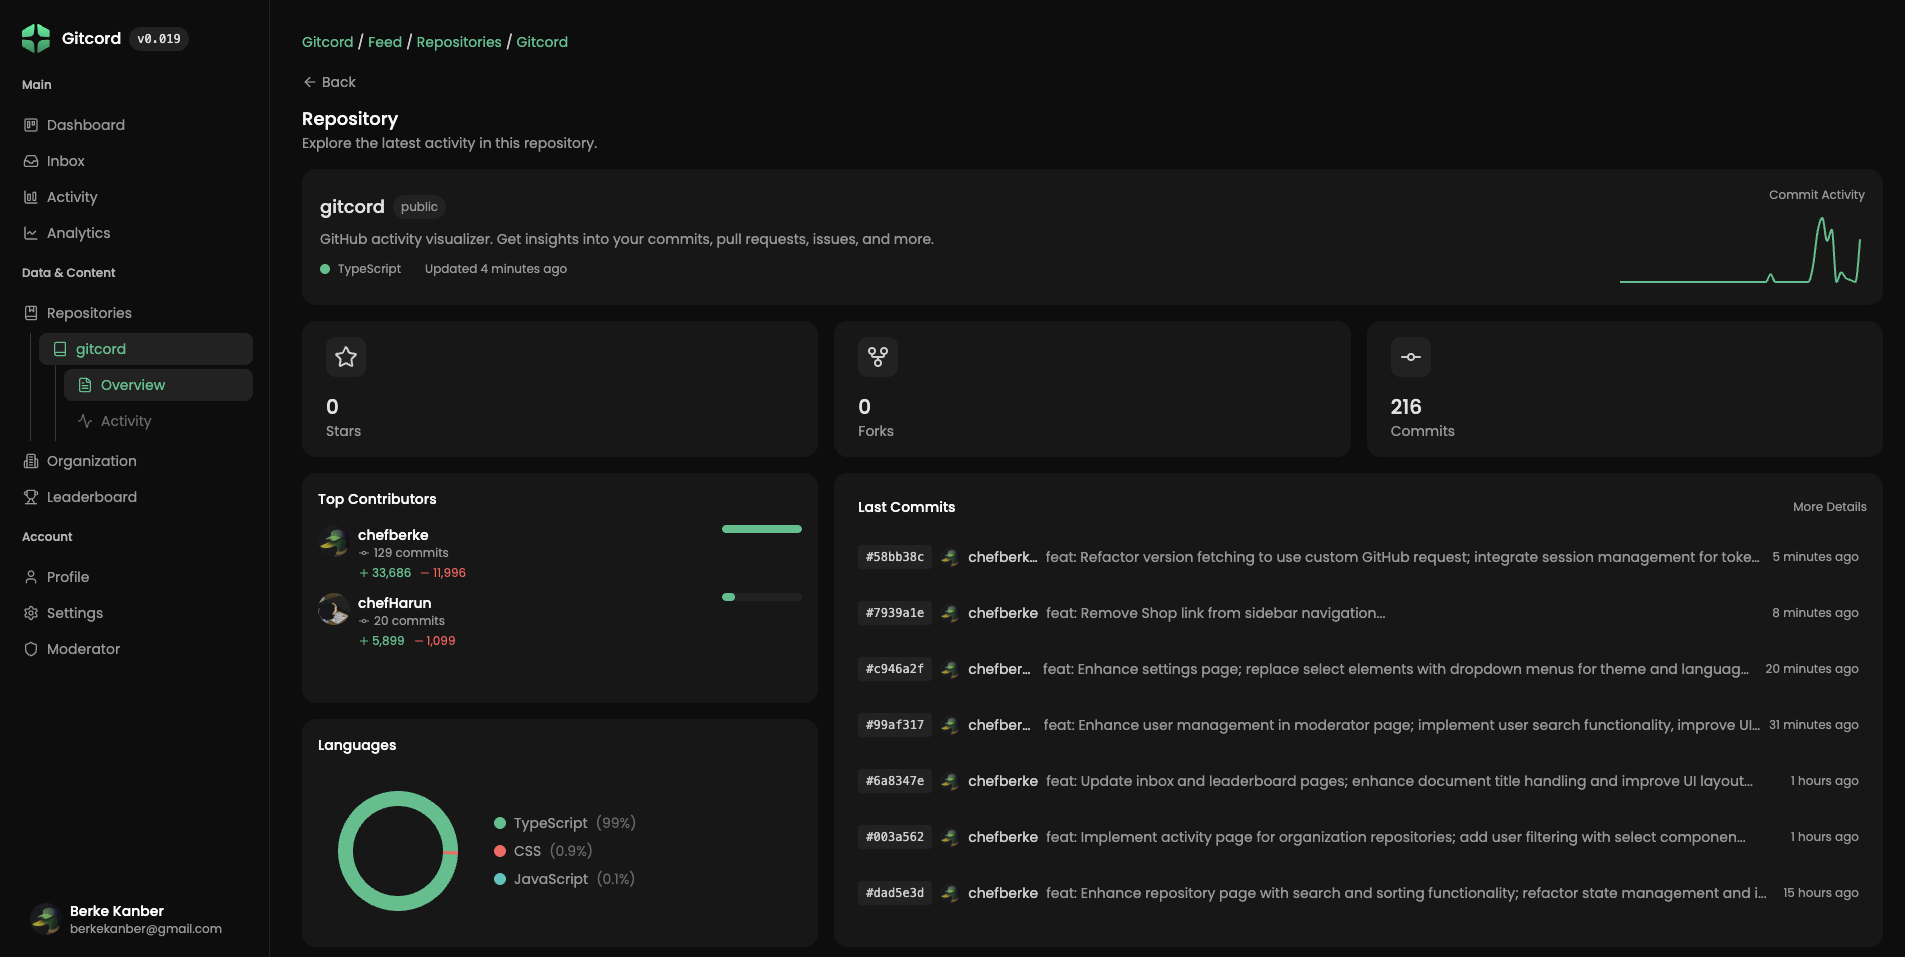 Gitcord v0.019
Main
Dashboard
Inbox
Activity
Analytics
Data & Content
Repositories
gitcord
Overview
Activity
Organization
Leaderboard
Account
Profile
Settings
Moderator
Berke Kanber
berkekanber@gmail.com
Gitcord / Feed / Repositories / Gitcord
Back
Repository
Explore the latest activity in this repository.
gitcord public
GitHub activity visualizer. Get insights into your commits, pull requests, issues, and more.
TypeScript Updated 4 minutes ago
Commit Activity
0
Stars
0
Forks
216
Commits
Top Contributors
chefberke
129 commits
+ 33,686 − 11,996
chefHarun
20 commits
+ 5,899 − 1,099
Languages
TypeScript (99%)
CSS (0.9%)
JavaScript (0.1%)
Last Commits More Details
#58bb38c chefberk... feat: Refactor version fetching to use custom GitHub request; integrate session management for toke... 5 minutes ago
#7939a1e chefberke feat: Remove Shop link from sidebar navigation... 8 minutes ago
#c946a2f chefber... feat: Enhance settings page; replace select elements with dropdown menus for theme and languag... 20 minutes ago
#99af317 chefber... feat: Enhance user management in moderator page; implement user search functionality, improve UI... 31 minutes ago
#6a8347e chefberke feat: Update inbox and leaderboard pages; enhance document title handling and improve UI layout... 1 hours ago
#003a562 chefberke feat: Implement activity page for organization repositories; add user filtering with select componen... 1 hours ago
#dad5e3d chefberke feat: Enhance repository page with search and sorting functionality; refactor state management and i... 15 hours ago